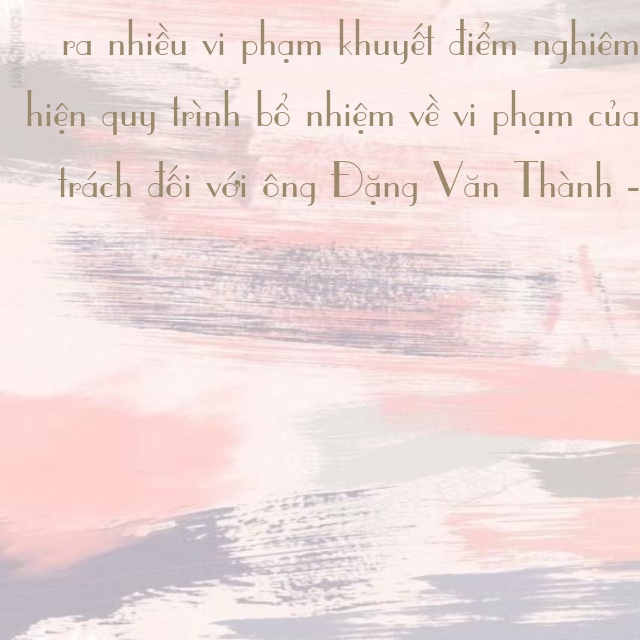 ra nhiều vi phạm khuyết điểm nghiêm
hiện quy trình bổ nhiệm về vi phạm của
trách đối với ông Đặng Văn Thành -